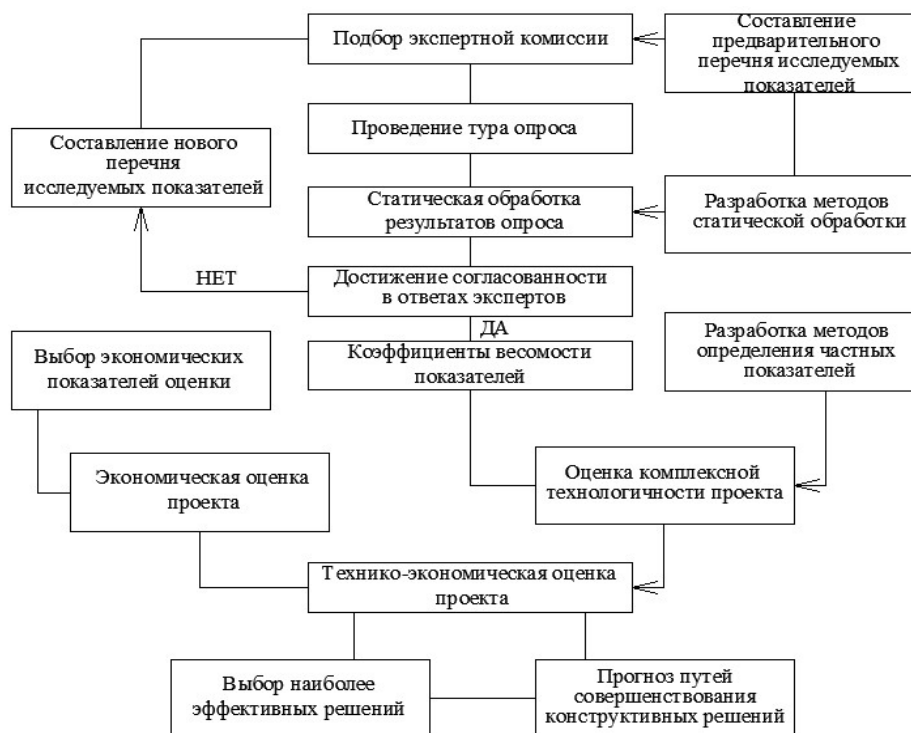 Подбор экспертной комиссии
Составление
предварительного
перечня исследуемых
показателей
Проведение тура опроса
Составление нового
перечня
исследуемых показателей
Статическая обработка
результатов опроса
Разработка методов
статической обработки
НЕТ
Достижение согласованности
в ответах экспертов
ДА
Выбор экономических
показателей оценки
Коэффициенты весомости
показателей
Разработка методов
определения частных
показателей
Экономическая оценка
проекта
Оценка комплексной
технологичности проекта
Технико-экономическая оценка
проекта
Выбор наиболее
эффективных решений
Прогноз путей
совершенствования
конструктивных решений